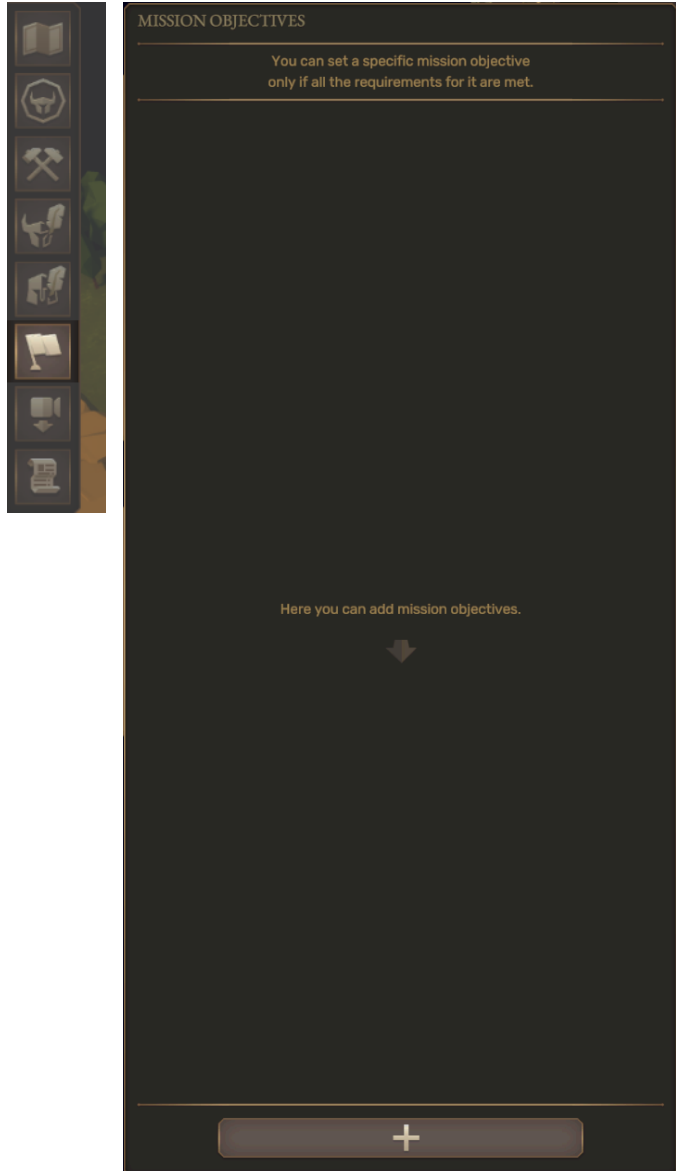 MISSION OBJECTIVES
You can set a specific mission objective
only if all the requirements for it are met.
Here you can add mission objectives.